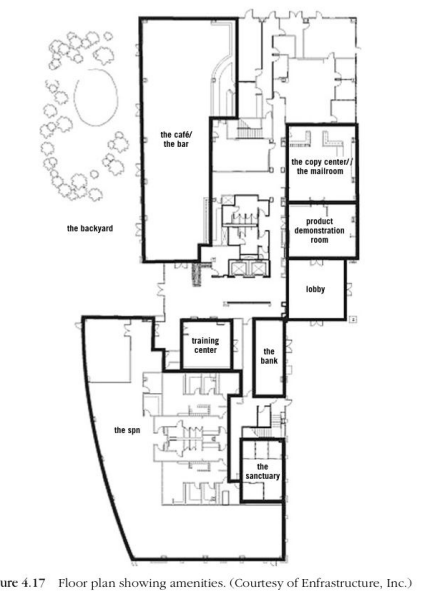 the café/
the bar
the copy center//
the mailroom
product
demonstration
room
the backyard
lobby
training
center
the
bank
the spn
the
sanctuary
ure 4.17 Floor plan showing amenities. (Courtesy of Enfrastructure, Inc.)